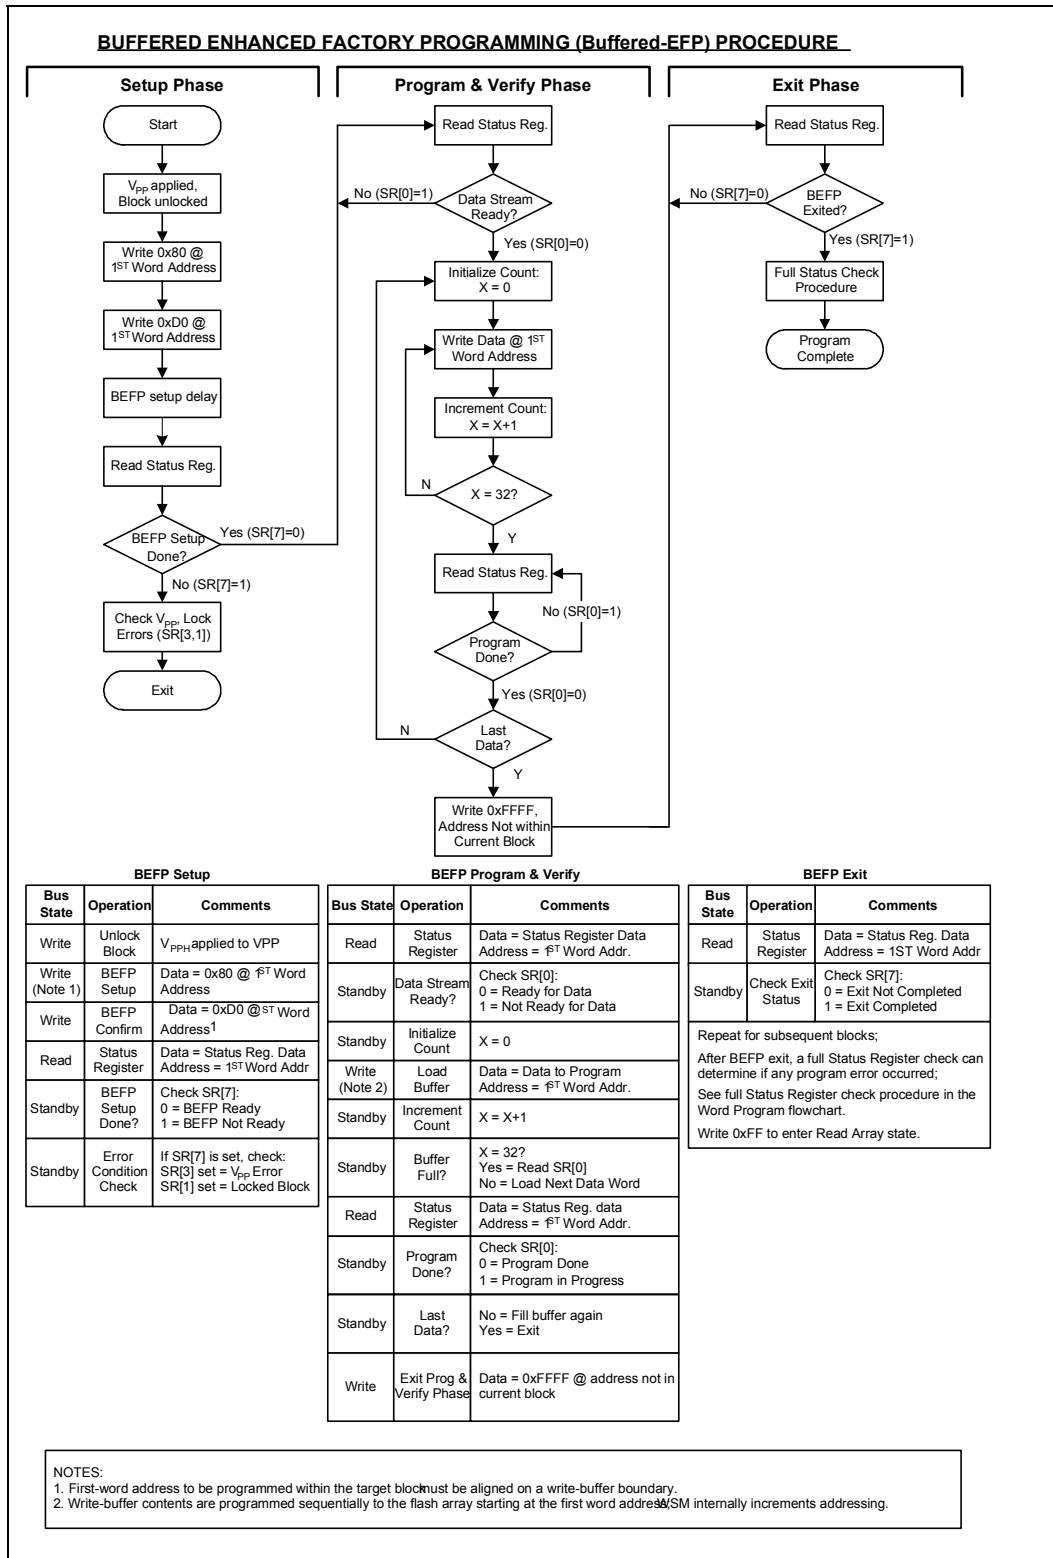 BUFFERED ENHANCED FACTORY PROGRAMMING (Buffered-EFP) PROCEDURE
Setup Phase
Start
VPP applied,
Block unlocked
Write 0x80 @
1ST Word Address
Write 0xD0 @
1ST Word Address
BEFP setup delay
Read Status Reg.
BEFP Setup
Done?
Yes (SR[7]=0)
No (SR[7]=1)
Check VPP, Lock
Errors (SR[3,1])
Exit
Program & Verify Phase
Read Status Reg.
No (SR[0]=1)
Data Stream
Ready?
Yes (SR[0]=0)
Initialize Count:
X = 0
Write Data @ 1ST
Word Address
Increment Count:
X = X+1
N
X = 32?
Y
Read Status Reg.
No (SR[0]=1)
Program
Done?
Yes (SR[0]=0)
N
Last
Data?
Y
Write 0xFFFF,
Address Not within
Current Block
Exit Phase
Read Status Reg.
No (SR[7]=0)
BEFP
Exited?
Yes (SR[7]=1)
Full Status Check
Procedure
Program
Complete
BEFP Setup
Bus
State
Operation
Comments
Write
Unlock
Block
VPPH applied to VPP
Write
(Note 1)
BEFP
Setup
Data = 0x80 @ 1ST Word
Address
Write
BEFP
Confirm
Data = 0xD0 @ ST Word
Address1
Read
Status
Register
Data = Status Reg. Data
Address = 1ST Word Addr
Standby
BEFP
Setup
Done?
Check SR[7]:
0 = BEFP Ready
1 = BEFP Not Ready
Standby
Error
Condition
Check
If SR[7] is set, check:
SR[3] set = VPP Error
SR[1] set = Locked Block
BEFP Program & Verify
Bus State
Operation
Comments
Read
Status
Register
Data = Status Register Data
Address = 1ST Word Addr.
Standby
Data Stream
Ready?
Check SR[0]:
0 = Ready for Data
1 = Not Ready for Data
Standby
Initialize
Count
X = 0
Write
(Note 2)
Load
Buffer
Data = Data to Program
Address = 1ST Word Addr.
Standby
Increment
Count
X = X+1
Standby
Buffer
Full?
X = 32?
Yes = Read SR[0]
No = Load Next Data Word
Read
Status
Register
Data = Status Reg. data
Address = 1ST Word Addr.
Standby
Program
Done?
Check SR[0]:
0 = Program Done
1 = Program in Progress
Standby
Last
Data?
No = Fill buffer again
Yes = Exit
Write
Exit Prog &
Verify Phase
Data = 0xFFFF @ address not in
current block
BEFP Exit
Bus
State
Operation
Comments
Read
Status
Register
Data = Status Reg. Data
Address = 1ST Word Addr
Standby
Check Exit
Status
Check SR[7]:
0 = Exit Not Completed
1 = Exit Completed
Repeat for subsequent blocks;
After BEFP exit, a full Status Register check can
determine if any program error occurred;
See full Status Register check procedure in the
Word Program flowchart.
Write 0xFF to enter Read Array state.
NOTES:
1. First-word address to be programmed within the target block must be aligned on a write-buffer boundary.
2. Write-buffer contents are programmed sequentially to the flash array starting at the first word address; WSM internally increments addressing.